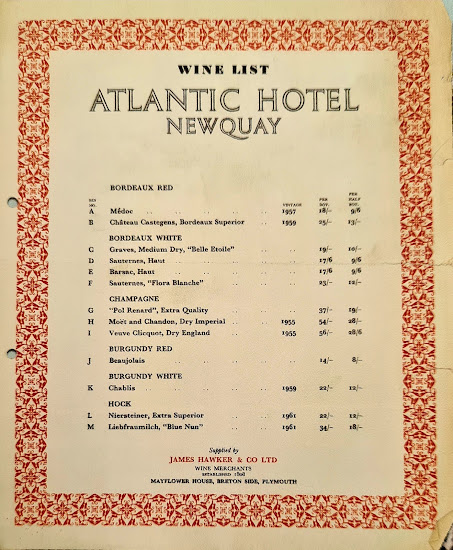 WINE LIST
ATLANTIC HOTEL
NEWQUAY
BORDEAUX RED
BIN NO. VINTAGE PER BOT. PER HALF BOT.
A Médoc .. .. .. .. .. 1957 18/- 9/6
B Château Castegens, Bordeaux Superior .. .. 1959 25/- 13/-
BORDEAUX WHITE
C Graves, Medium Dry, "Belle Etoile" .. .. 19/- 10/-
D Sauternes, Haut .. .. .. .. 17/6 9/6
E Barsac, Haut .. .. .. .. 17/6 9/6
F Sauternes, "Flora Blanche" .. .. .. 23/- 12/-
CHAMPAGNE
G "Pol Renard", Extra Quality .. .. .. 37/- 19/-
H Moët and Chandon, Dry Imperial .. .. 1955 54/- 28/-
I Veuve Clicquot, Dry England .. .. 1955 56/- 28/6
BURGUNDY RED
J Beaujolais .. .. .. .. .. 14/- 8/-
BURGUNDY WHITE
K Chablis .. .. .. .. .. 1959 22/- 12/-
HOCK
L Niersteiner, Extra Superior .. .. .. 1961 22/- 12/-
M Liebfraumilch, "Blue Nun" .. .. .. 1961 34/- 18/-
Supplied by
JAMES HAWKER & CO LTD
WINE MERCHANTS
ESTABLISHED 1808
MAYFLOWER HOUSE, BRETON SIDE, PLYMOUTH